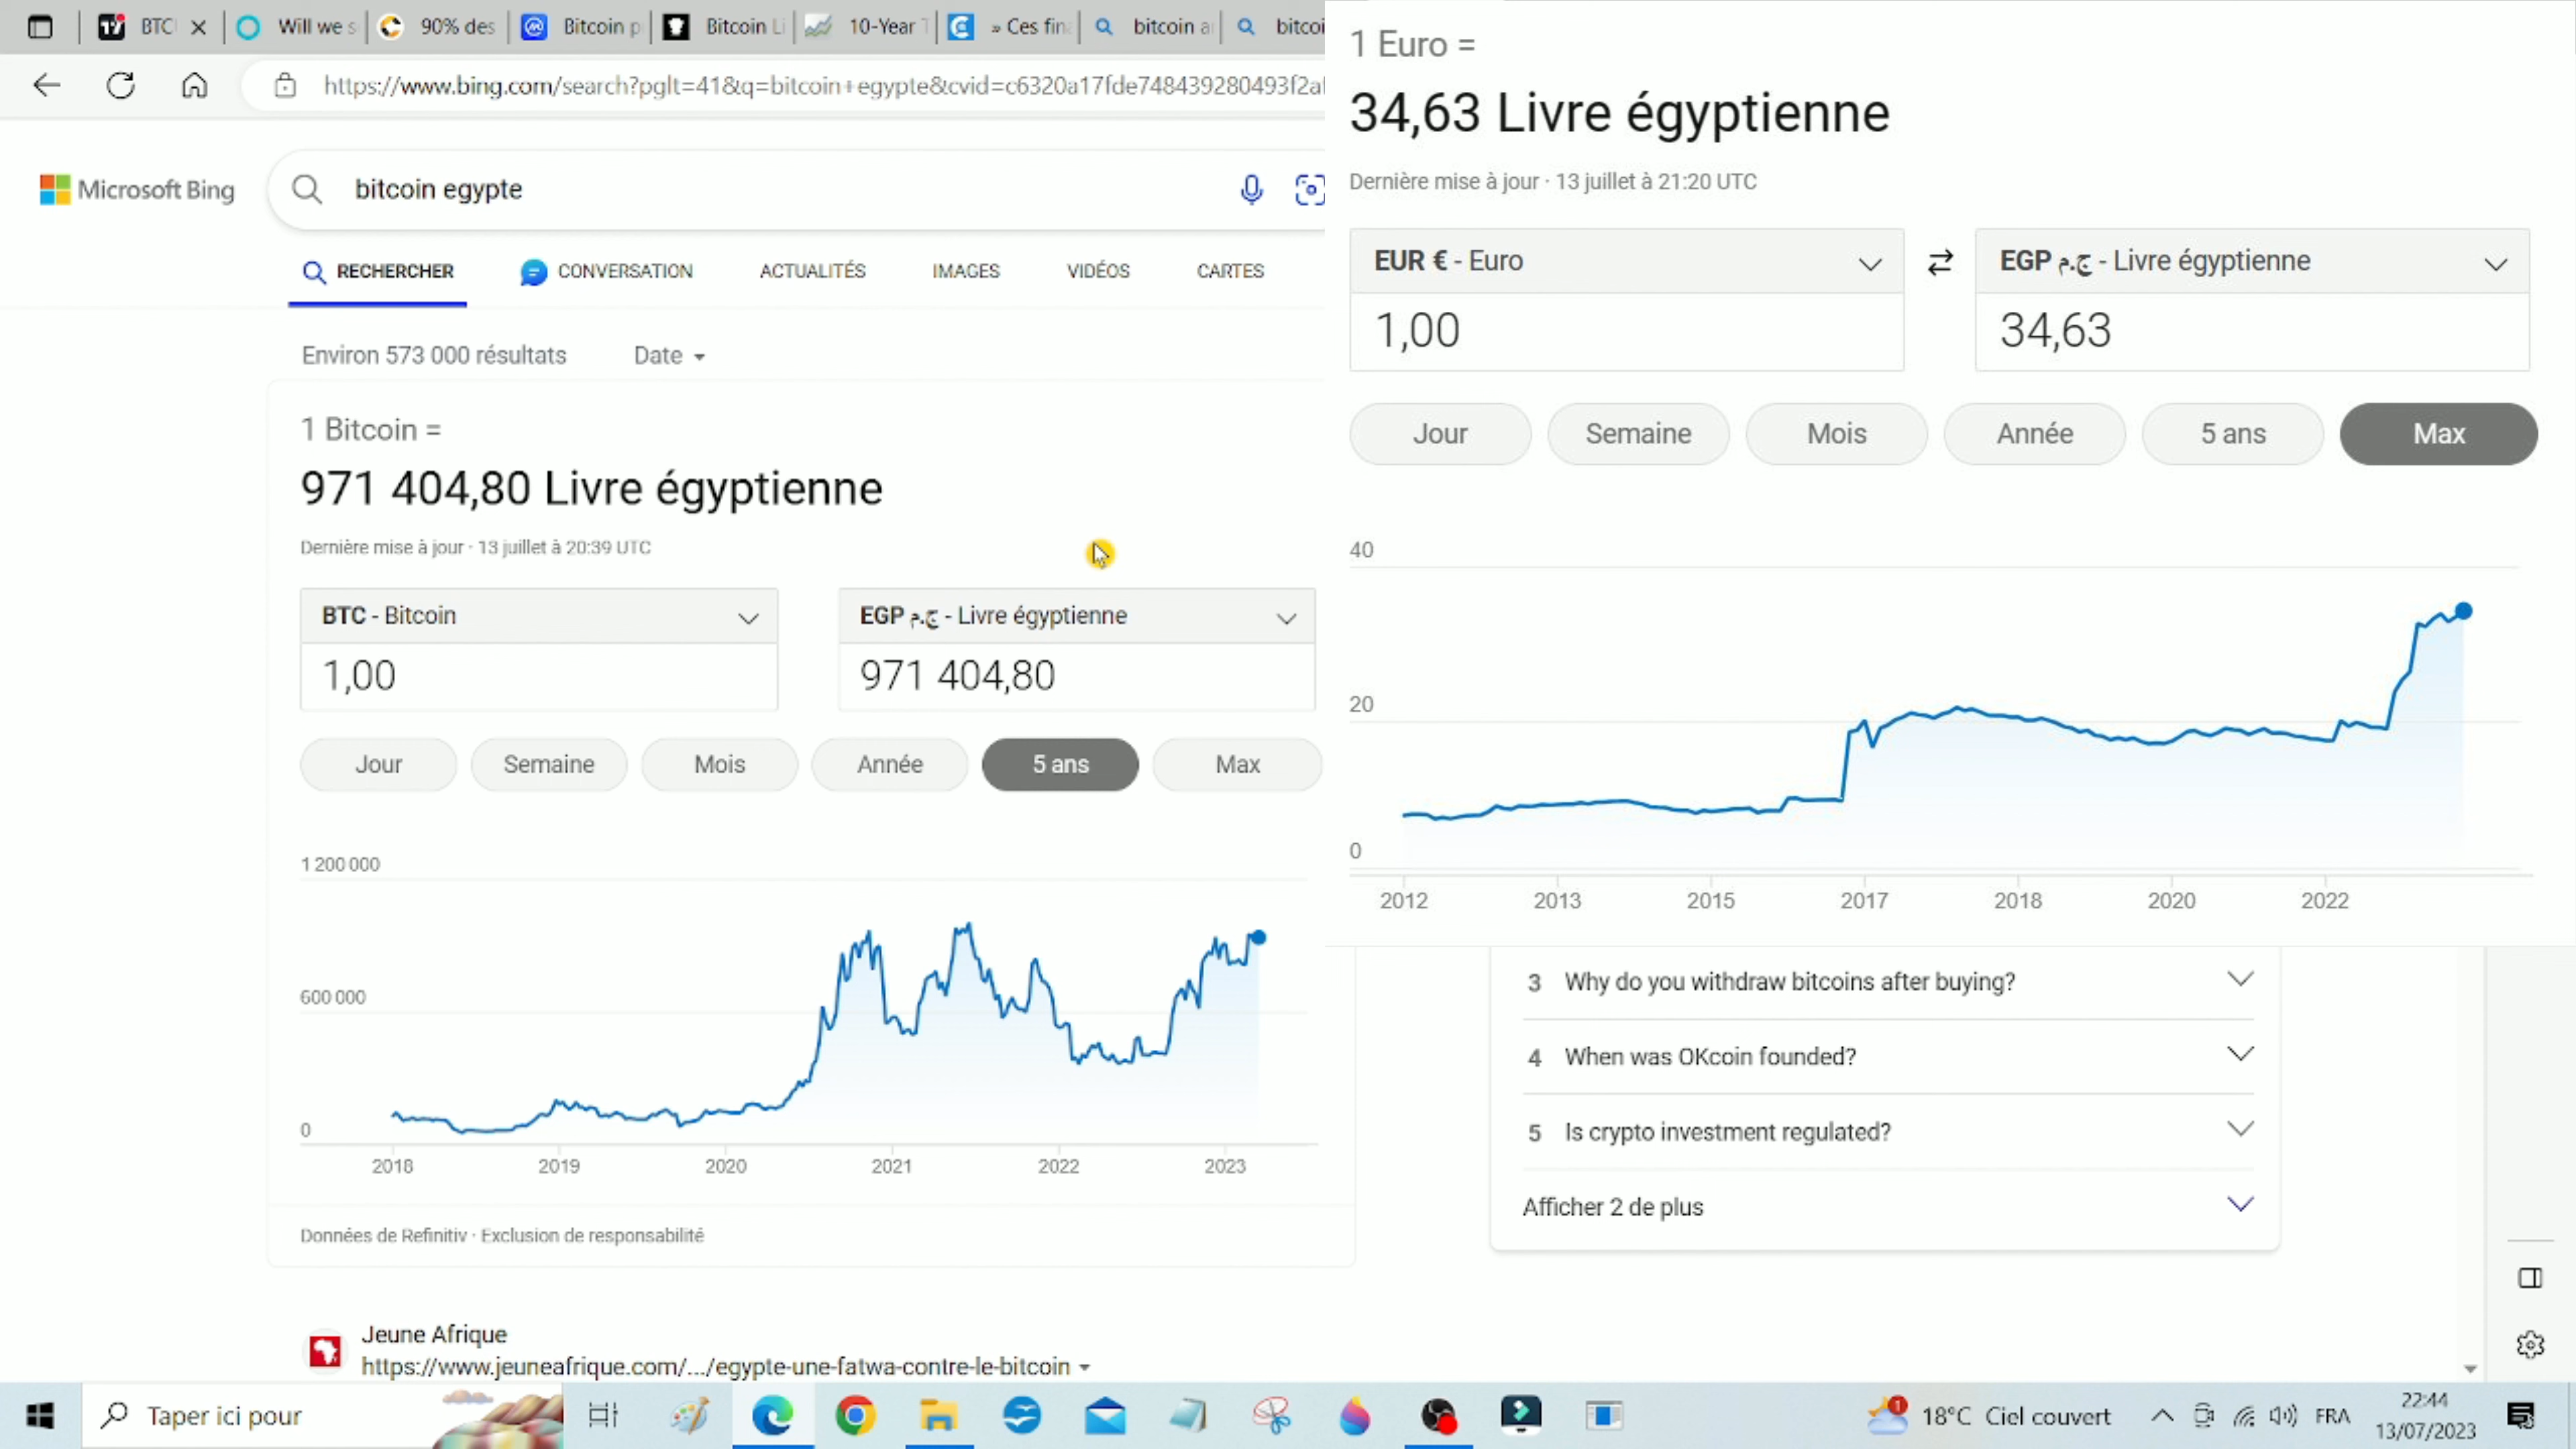 BTC
Will we s
90% des
Bitcoin p
Bitcoin Li
10-Year T
» Ces fin
bitcoin a
bitcoi
https://www.bing.com/search?pglt=41&q=bitcoin+egypte&cvid=c6320a17fde748439280493f2a
Microsoft Bing
bitcoin egypte
RECHERCHER
CONVERSATION
ACTUALITÉS
IMAGES
VIDÉOS
CARTES
Environ 573 000 résultats
Date
1 Bitcoin =
971 404,80 Livre égyptienne
Dernière mise à jour · 13 juillet à 20:39 UTC
BTC - Bitcoin
EGP ج.م - Livre égyptienne
1,00
971 404,80
Jour
Semaine
Mois
Année
5 ans
Max
1 200 000
600 000
0
2018
2019
2020
2021
2022
2023
Données de Refinitiv · Exclusion de responsabilité
Jeune Afrique
https://www.jeuneafrique.com/.../egypte-une-fatwa-contre-le-bitcoin
1 Euro =
34,63 Livre égyptienne
Dernière mise à jour · 13 juillet à 21:20 UTC
EUR € - Euro
EGP ج.م - Livre égyptienne
1,00
34,63
Jour
Semaine
Mois
Année
5 ans
Max
40
20
0
2012
2013
2015
2017
2018
2020
2022
3 Why do you withdraw bitcoins after buying?
4 When was OKcoin founded?
5 Is crypto investment regulated?
Afficher 2 de plus
Taper ici pour
1
18°C Ciel couvert
FRA
22:44
13/07/2023